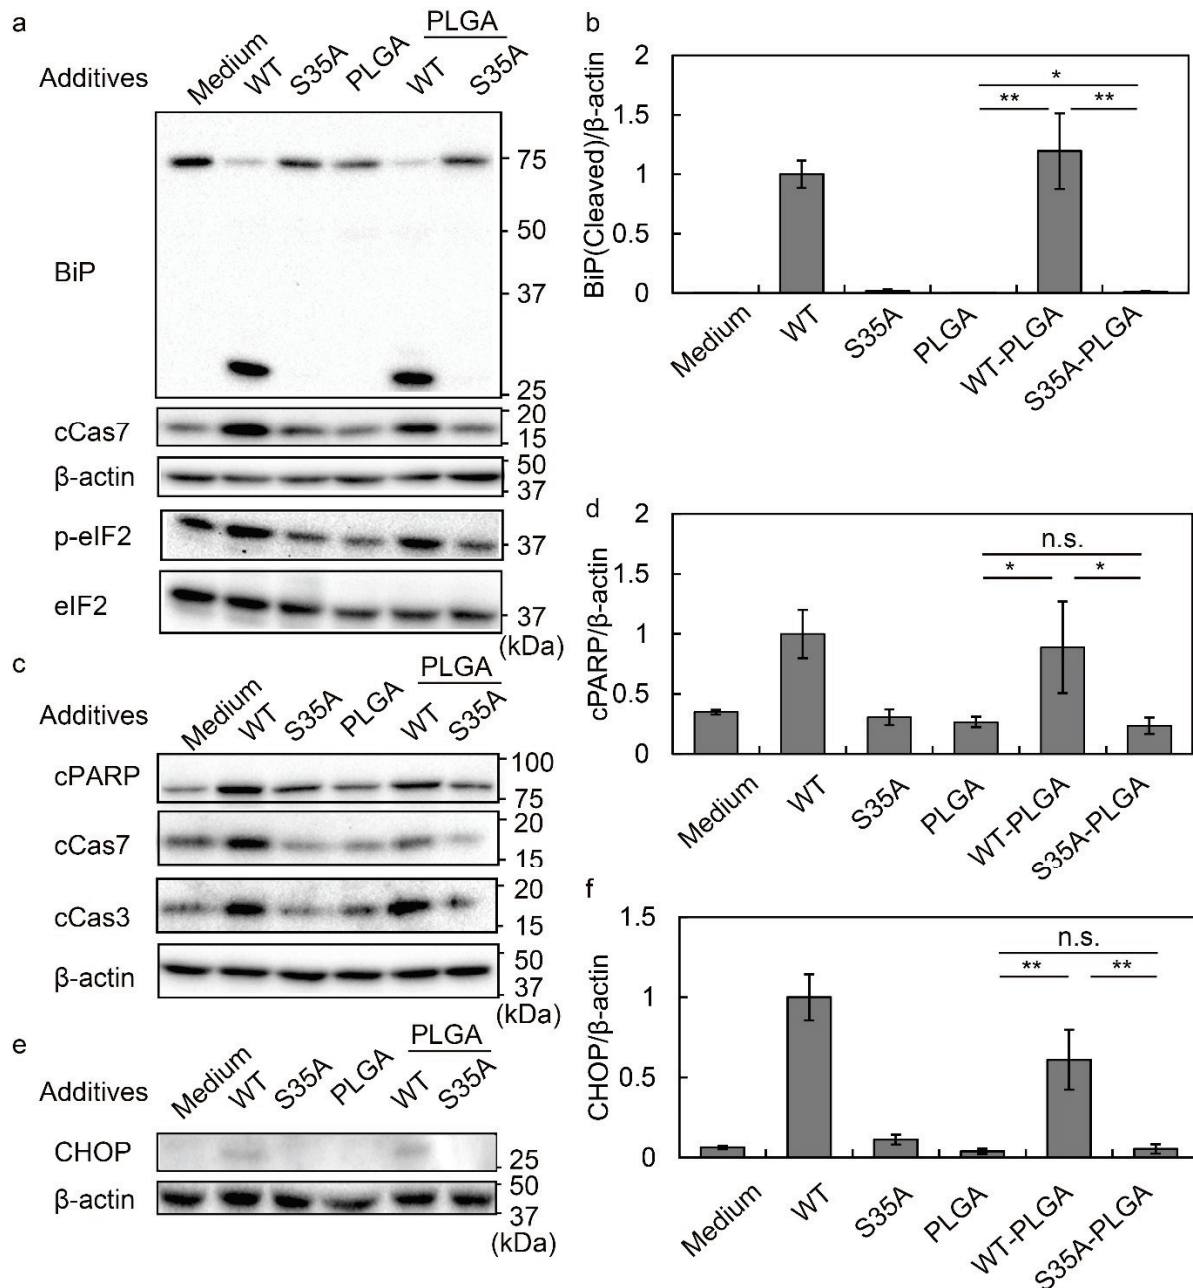 a
PLGA
Additives Medium WT S35A PLGA WT S35A
BiP
75
50
37
25
cCas7
20
15
β-actin
50
37
p-eIF2
37
eIF2
37
(kDa)
b
BiP(Cleaved)/β-actin
2
1.5
1
0.5
0
*
** **
Medium WT S35A PLGA WT-PLGA S35A-PLGA
c
PLGA
Additives Medium WT S35A PLGA WT S35A
cPARP
100
75
cCas7
20
15
cCas3
20
15
β-actin
50
37
(kDa)
d
cPARP/β-actin
2
1.5
1
0.5
0
n.s.
* *
Medium WT S35A PLGA WT-PLGA S35A-PLGA
e
PLGA
Additives Medium WT S35A PLGA WT S35A
CHOP
25
β-actin
50
37
(kDa)
f
CHOP/β-actin
1.5
1
0.5
0
n.s.
** **
Medium WT S35A PLGA WT-PLGA S35A-PLGA